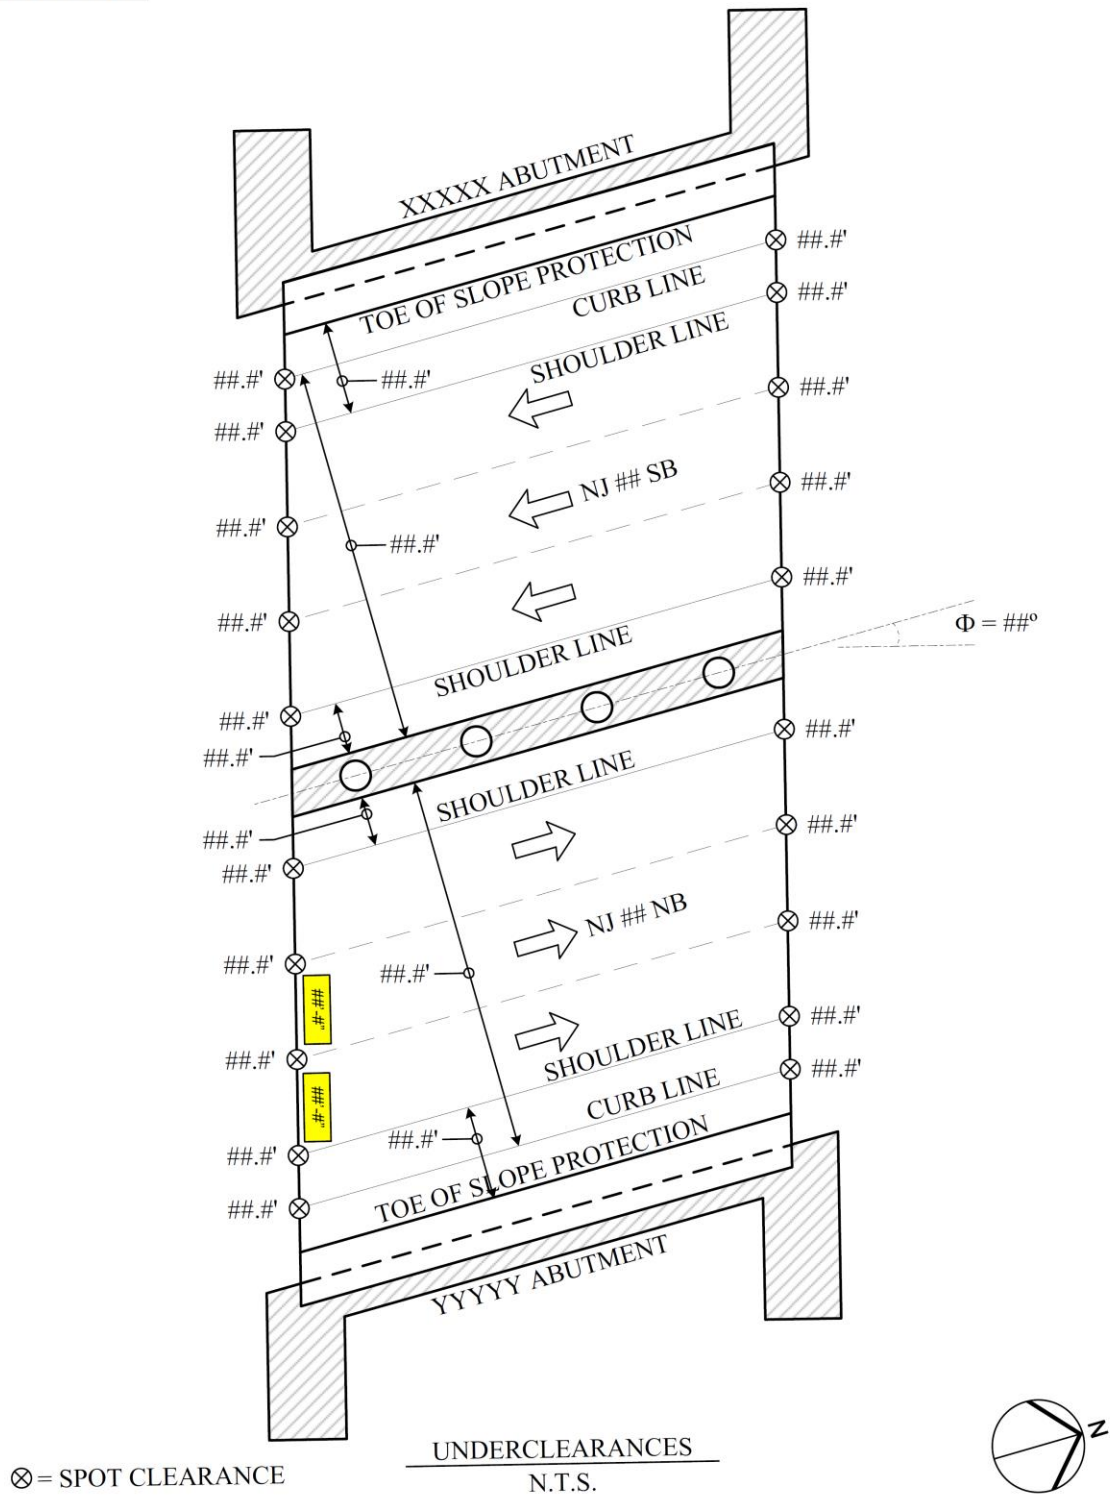 XXXXX ABUTMENT
TOE OF SLOPE PROTECTION
##.#'
CURB LINE
##.#'
SHOULDER LINE
##.#'
##.#'
##.#'
##.#'
NJ ## SB
##.#'
##.#'
##.#'
##.#'
##.#'
Φ = ##º
SHOULDER LINE
##.#'
##.#'
##.#'
SHOULDER LINE
##.#'
##.#'
##.#'
NJ ## NB
##.#'
##.#'
##.#'
##'-#"
##.#'
##.#'
SHOULDER LINE
##.#'
CURB LINE
##'-#"
##.#'
##.#'
TOE OF SLOPE PROTECTION
##.#'
YYYYY ABUTMENT
UNDERCLEARANCES
N.T.S.
⊗ = SPOT CLEARANCE
N